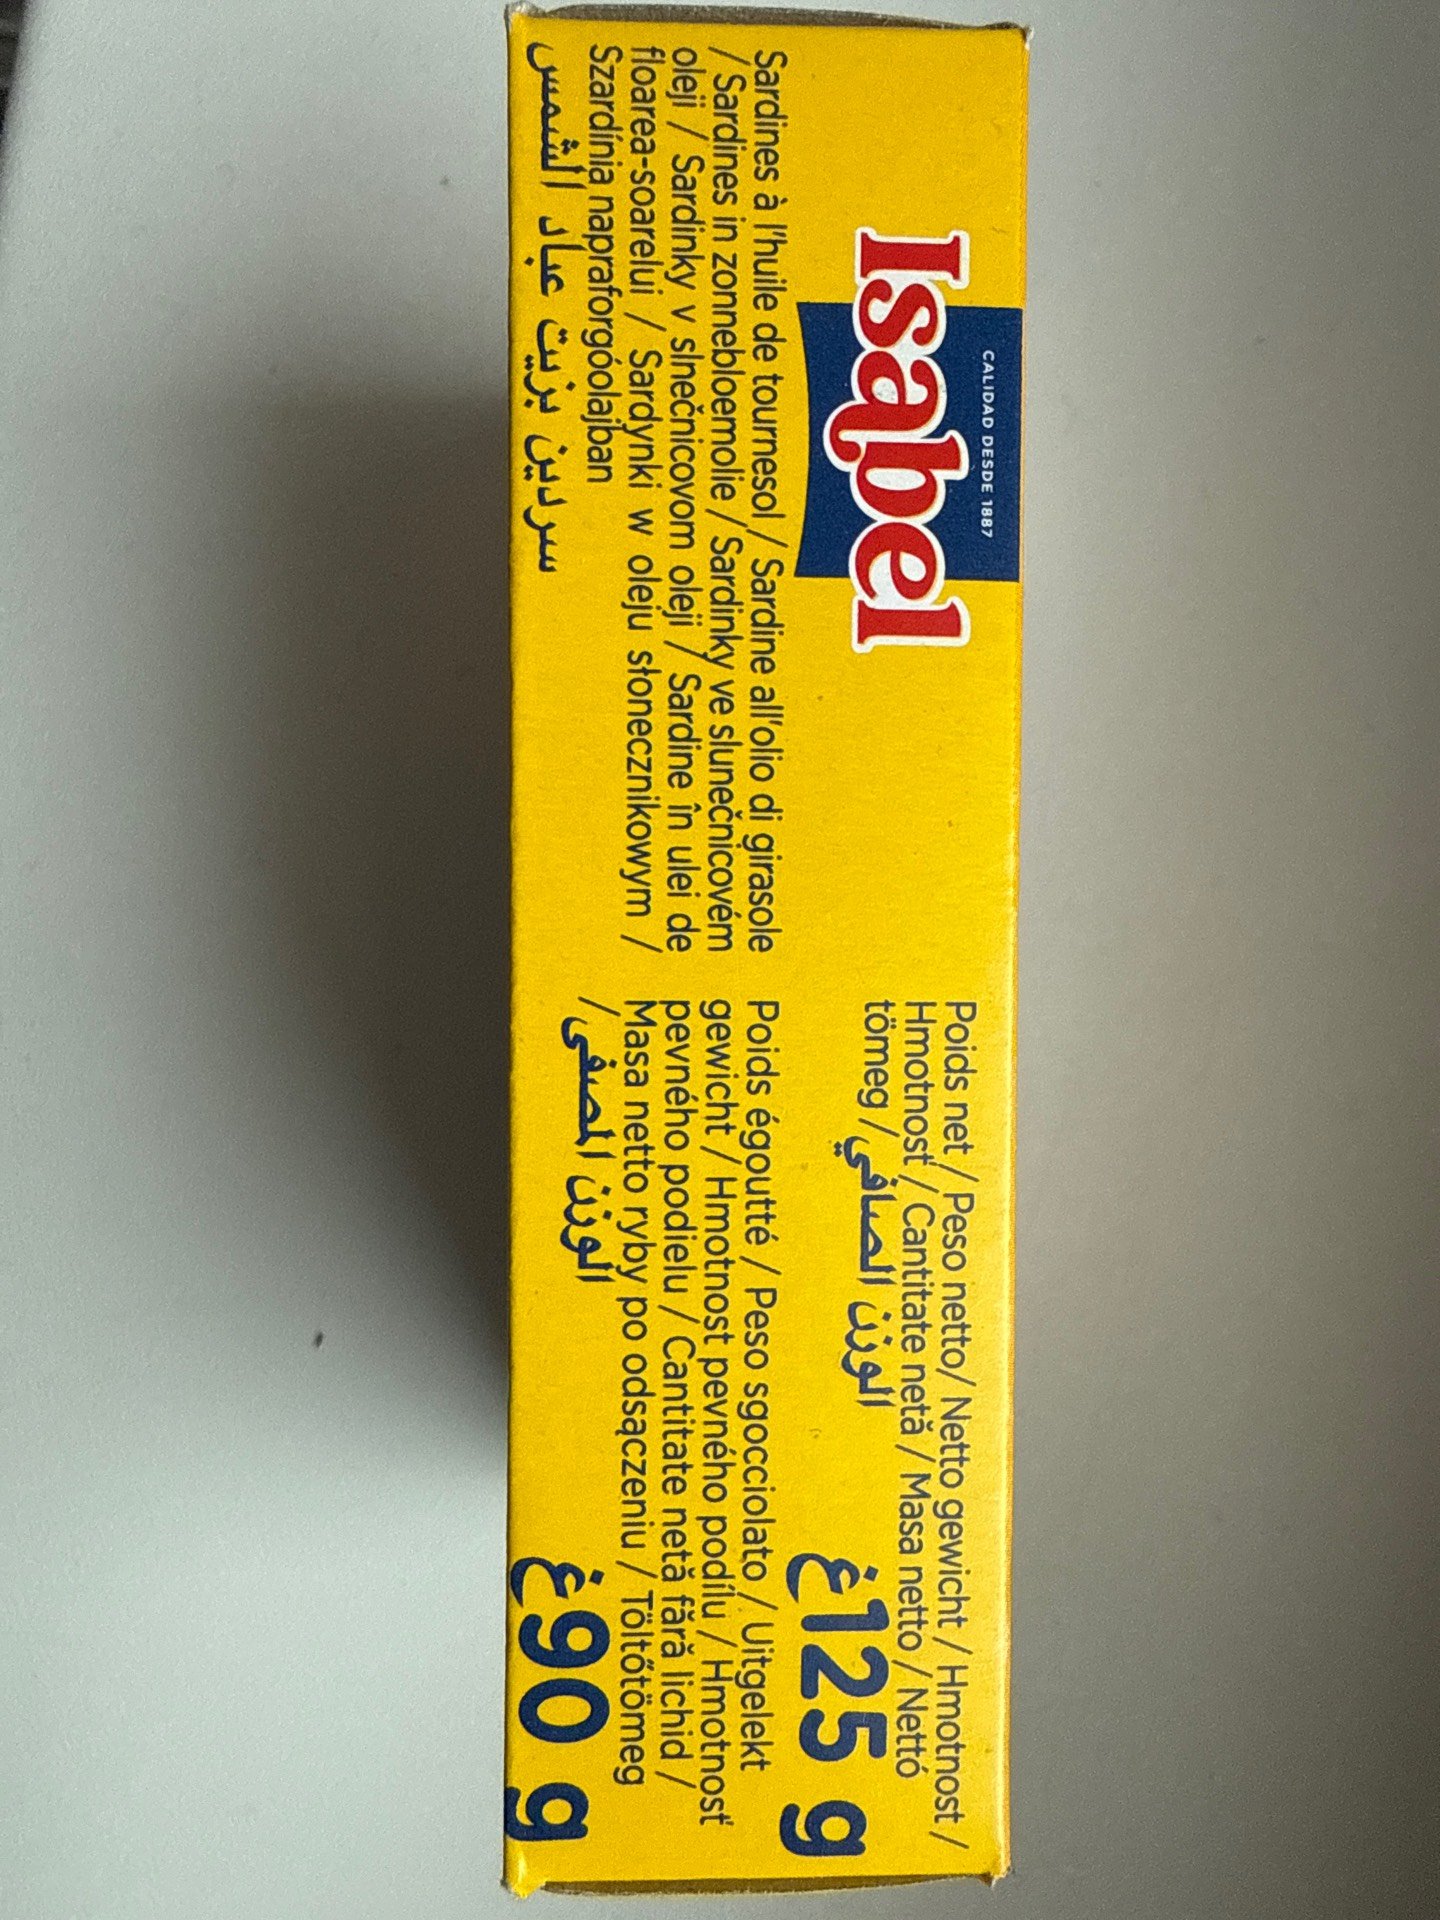 CALIDAD DESDE 1887
Isabel
Sardines à l'huile de tournesol / Sardine all'olio di girasole
/ Sardines in zonnebloemolie / Sardinky ve slunečnicovém
oleji / Sardinky v slnečnicovom oleji / Sardine în ulei de
floarea-soarelui / Sardynki w oleju słonecznikowym /
Szardínia napraforgóolajban
سردين بزيت عباد الشمس
Poids net / Peso netto/ Netto gewicht / Hmotnost /
Hmotnosť / Cantitate netă / Masa netto / Nettó
tömeg / الوزن الصافي
125 g غ
Poids égoutté / Peso sgocciolato / Uitgelekt
gewicht / Hmotnost pevného podílu / Hmotnosť
pevného podielu / Cantitate netă fără lichid /
Masa netto ryby po odsączeniu / Töltőtömeg
/ الوزن المصفى
90 g غ